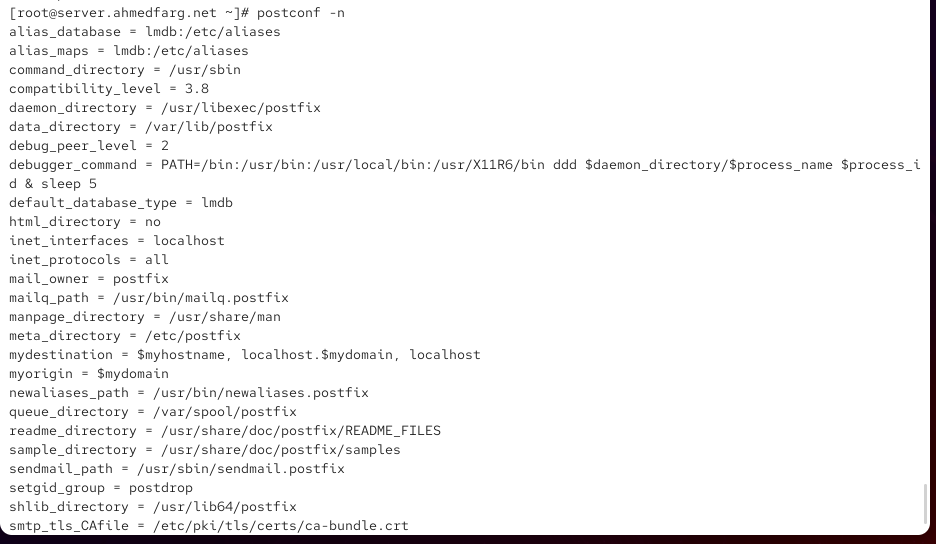 [root@server.ahmedfarg.net ~]# postconf -n
alias_database = lmdb:/etc/aliases
alias_maps = lmdb:/etc/aliases
command_directory = /usr/sbin
compatibility_level = 3.8
daemon_directory = /usr/libexec/postfix
data_directory = /var/lib/postfix
debug_peer_level = 2
debugger_command = PATH=/bin:/usr/bin:/usr/local/bin:/usr/X11R6/bin ddd $daemon_directory/$process_name $process_i
d & sleep 5
default_database_type = lmdb
html_directory = no
inet_interfaces = localhost
inet_protocols = all
mail_owner = postfix
mailq_path = /usr/bin/mailq.postfix
manpage_directory = /usr/share/man
meta_directory = /etc/postfix
mydestination = $myhostname, localhost.$mydomain, localhost
myorigin = $mydomain
newaliases_path = /usr/bin/newaliases.postfix
queue_directory = /var/spool/postfix
readme_directory = /usr/share/doc/postfix/README_FILES
sample_directory = /usr/share/doc/postfix/samples
sendmail_path = /usr/sbin/sendmail.postfix
setgid_group = postdrop
shlib_directory = /usr/lib64/postfix
smtp_tls_CAfile = /etc/pki/tls/certs/ca-bundle.crt